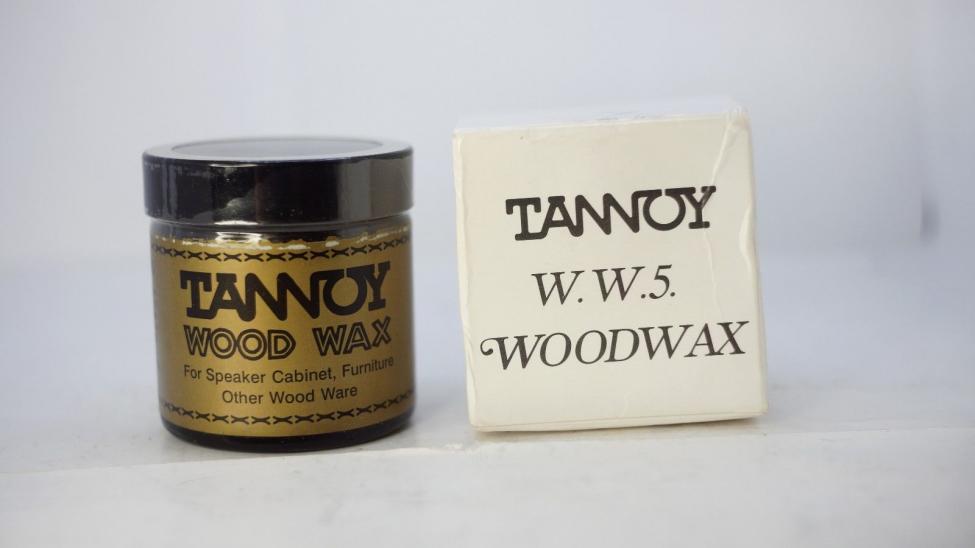 TANNOY
WOOD WAX
For Speaker Cabinet, Furniture
Other Wood Ware
TANNOY
W.W.5.
WOODWAX